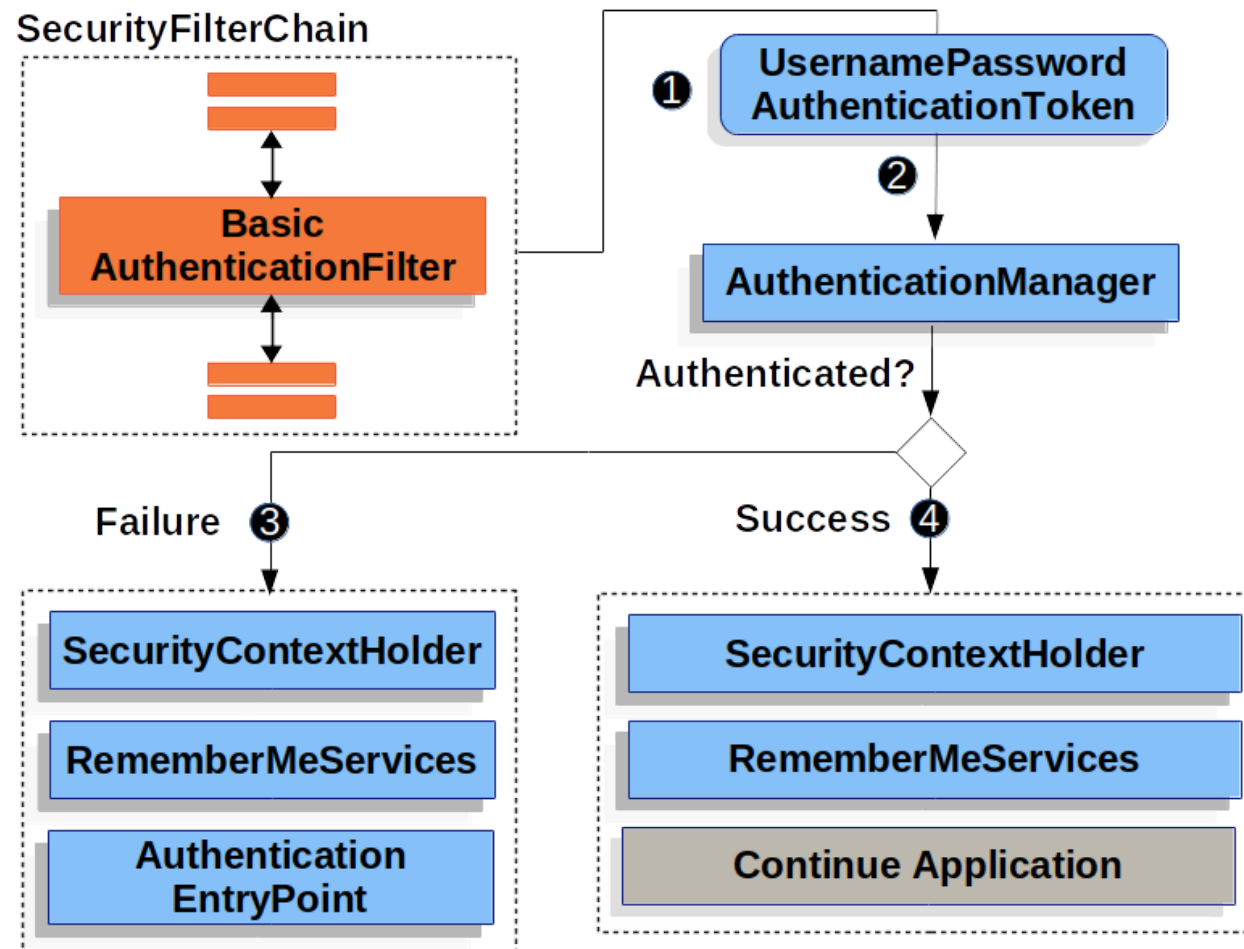 SecurityFilterChain
Basic
AuthenticationFilter
1
UsernamePassword
AuthenticationToken
2
AuthenticationManager
Authenticated?
Failure 3
Success 4
SecurityContextHolder
RememberMeServices
Authentication
EntryPoint
SecurityContextHolder
RememberMeServices
Continue Application